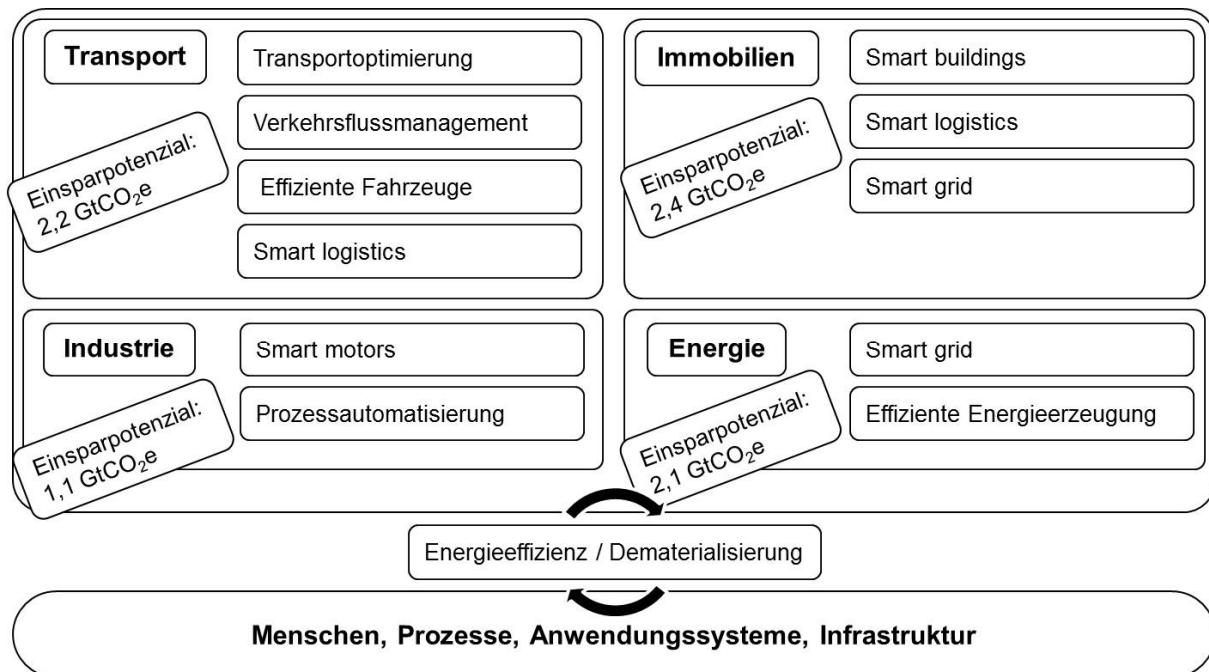 Transport
Transportoptimierung
Verkehrsflussmanagement
Effiziente Fahrzeuge
Smart logistics
Einsparpotenzial:
2,2 GtCO₂e
Immobilien
Smart buildings
Smart logistics
Smart grid
Einsparpotenzial:
2,4 GtCO₂e
Industrie
Smart motors
Prozessautomatisierung
Einsparpotenzial:
1,1 GtCO₂e
Energie
Smart grid
Effiziente Energieerzeugung
Einsparpotenzial:
2,1 GtCO₂e
Energieeffizienz / Dematerialisierung
Menschen, Prozesse, Anwendungssysteme, Infrastruktur